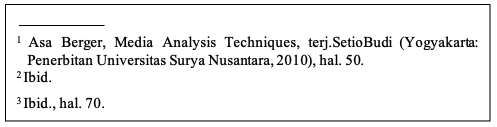 1 Asa Berger, Media Analysis Techniques, terj.SetioBudi (Yogyakarta:
Penerbitan Universitas Surya Nusantara, 2010), hal. 50.
2 Ibid.
3 Ibid., hal. 70.